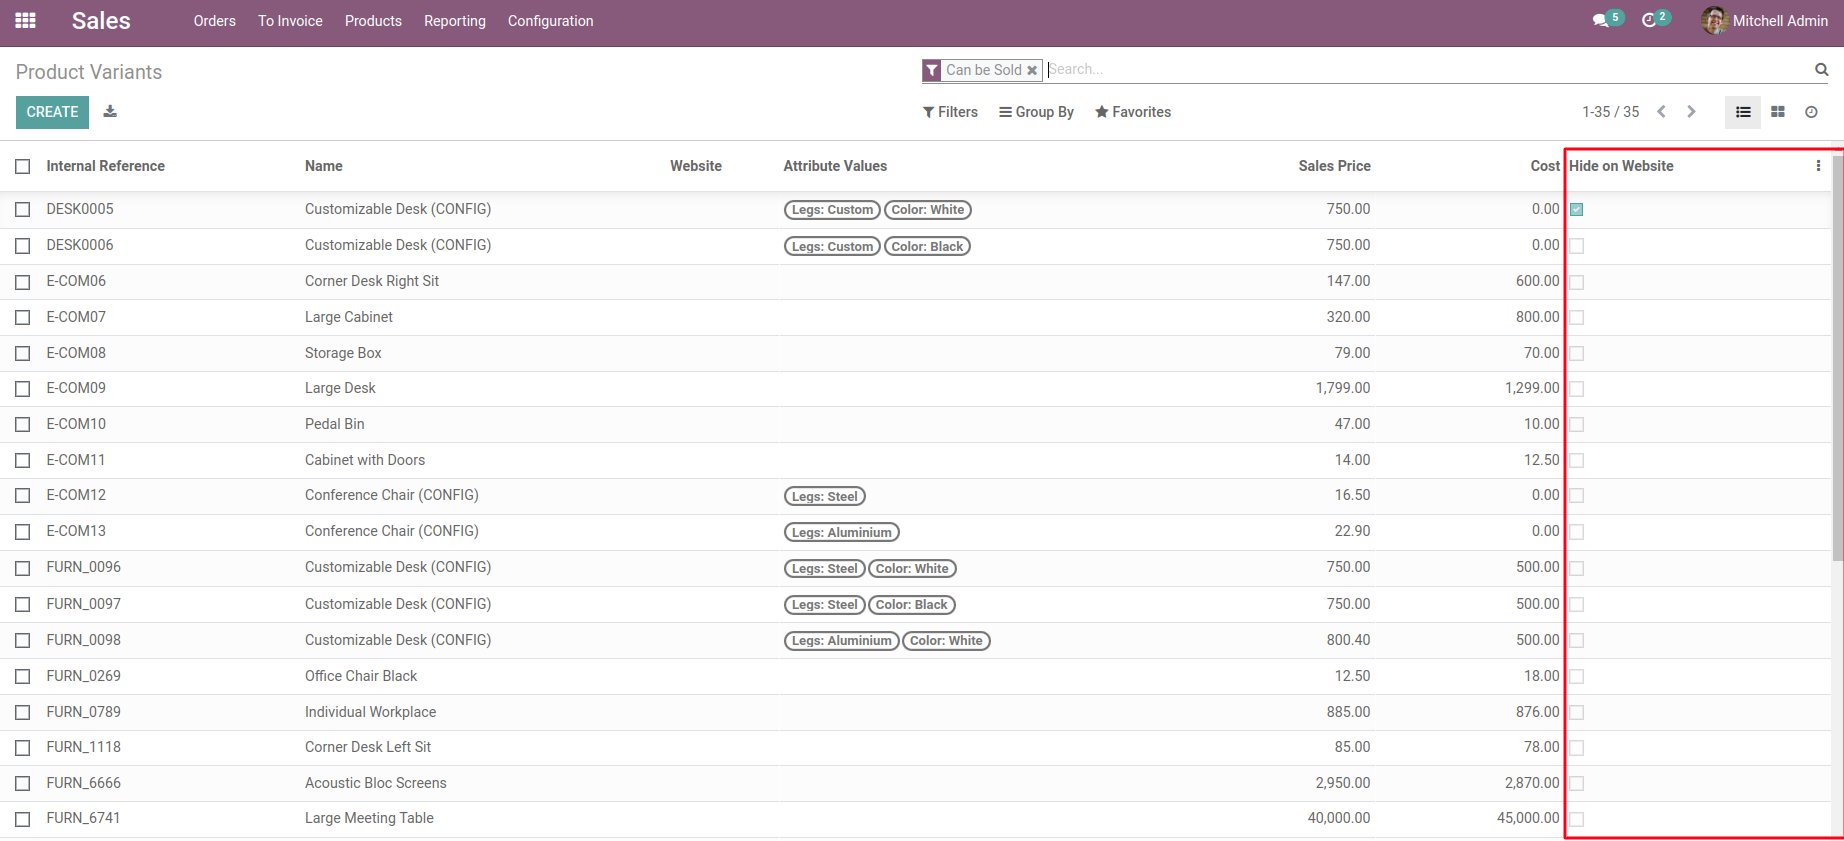 Sales Orders To Invoice Products Reporting Configuration 5 2 Mitchell Admin
Product Variants Can be Sold Search...
CREATE Filters Group By Favorites 1-35 / 35
Internal Reference Name Website Attribute Values Sales Price Cost Hide on Website
DESK0005 Customizable Desk (CONFIG) Legs: Custom Color: White 750.00 0.00
DESK0006 Customizable Desk (CONFIG) Legs: Custom Color: Black 750.00 0.00
E-COM06 Corner Desk Right Sit 147.00 600.00
E-COM07 Large Cabinet 320.00 800.00
E-COM08 Storage Box 79.00 70.00
E-COM09 Large Desk 1,799.00 1,299.00
E-COM10 Pedal Bin 47.00 10.00
E-COM11 Cabinet with Doors 14.00 12.50
E-COM12 Conference Chair (CONFIG) Legs: Steel 16.50 0.00
E-COM13 Conference Chair (CONFIG) Legs: Aluminium 22.90 0.00
FURN_0096 Customizable Desk (CONFIG) Legs: Steel Color: White 750.00 500.00
FURN_0097 Customizable Desk (CONFIG) Legs: Steel Color: Black 750.00 500.00
FURN_0098 Customizable Desk (CONFIG) Legs: Aluminium Color: White 800.40 500.00
FURN_0269 Office Chair Black 12.50 18.00
FURN_0789 Individual Workplace 885.00 876.00
FURN_1118 Corner Desk Left Sit 85.00 78.00
FURN_6666 Acoustic Bloc Screens 2,950.00 2,870.00
FURN_6741 Large Meeting Table 40,000.00 45,000.00